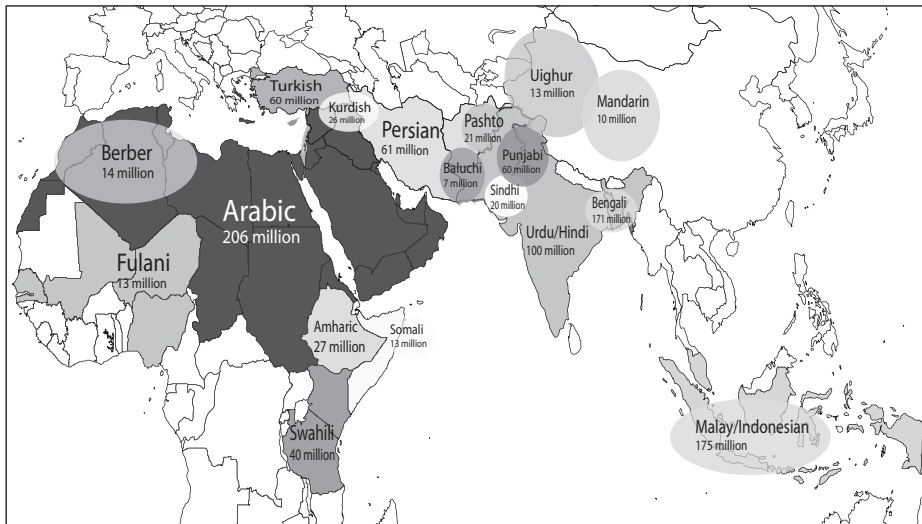 Turkish
60 million
Kurdish
26 million
Persian
61 million
Pashto
21 million
Uighur
13 million
Mandarin
10 million
Berber
14 million
Baluchi
7 million
Punjabi
60 million
Sindhi
20 million
Bengali
171 million
Arabic
206 million
Urdu/Hindi
100 million
Fulani
13 million
Amharic
27 million
Somali
13 million
Swahili
40 million
Malay/Indonesian
175 million